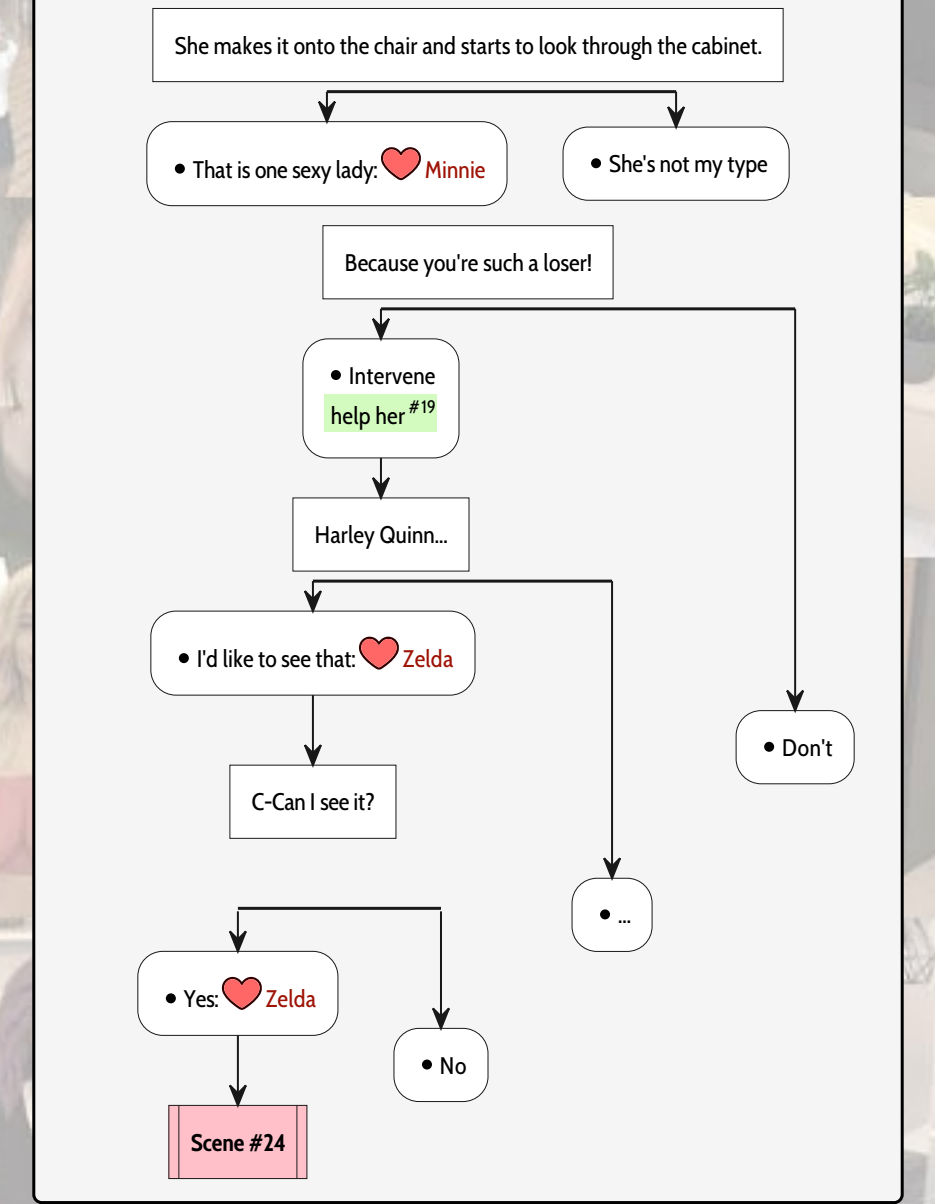 She makes it onto the chair and starts to look through the cabinet.
• That is one sexy lady: Minnie
• She's not my type
Because you're such a loser!
• Intervene
help her #19
Harley Quinn...
• I'd like to see that: Zelda
• Don't
C-Can I see it?
• ...
• Yes: Zelda
• No
Scene #24